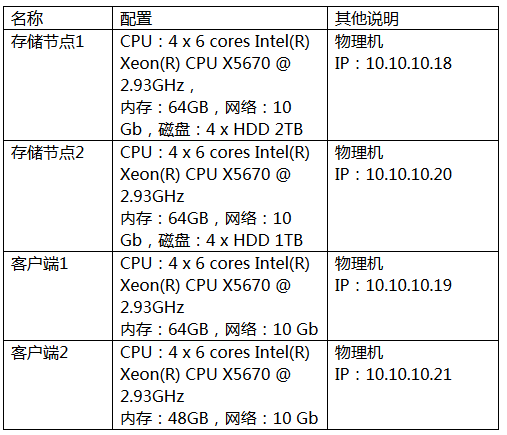 名称 配置 其他说明
存储节点1 CPU：4 x 6 cores Intel(R) 物理机
Xeon(R) CPU X5670 @ IP：10.10.10.18
2.93GHz，
内存：64GB，网络：10
Gb，磁盘：4 x HDD 2TB
存储节点2 CPU：4 x 6 cores Intel(R) 物理机
Xeon(R) CPU X5670 @ IP：10.10.10.20
2.93GHz
内存：64GB，网络：10
Gb，磁盘：4 x HDD 1TB
客户端1 CPU：4 x 6 cores Intel(R) 物理机
Xeon(R) CPU X5670 @ IP：10.10.10.19
2.93GHz
内存：64GB，网络：10 Gb
客户端2 CPU：4 x 6 cores Intel(R) 物理机
Xeon(R) CPU X5670 @ IP：10.10.10.21
2.93GHz
内存：48GB，网络：10 Gb